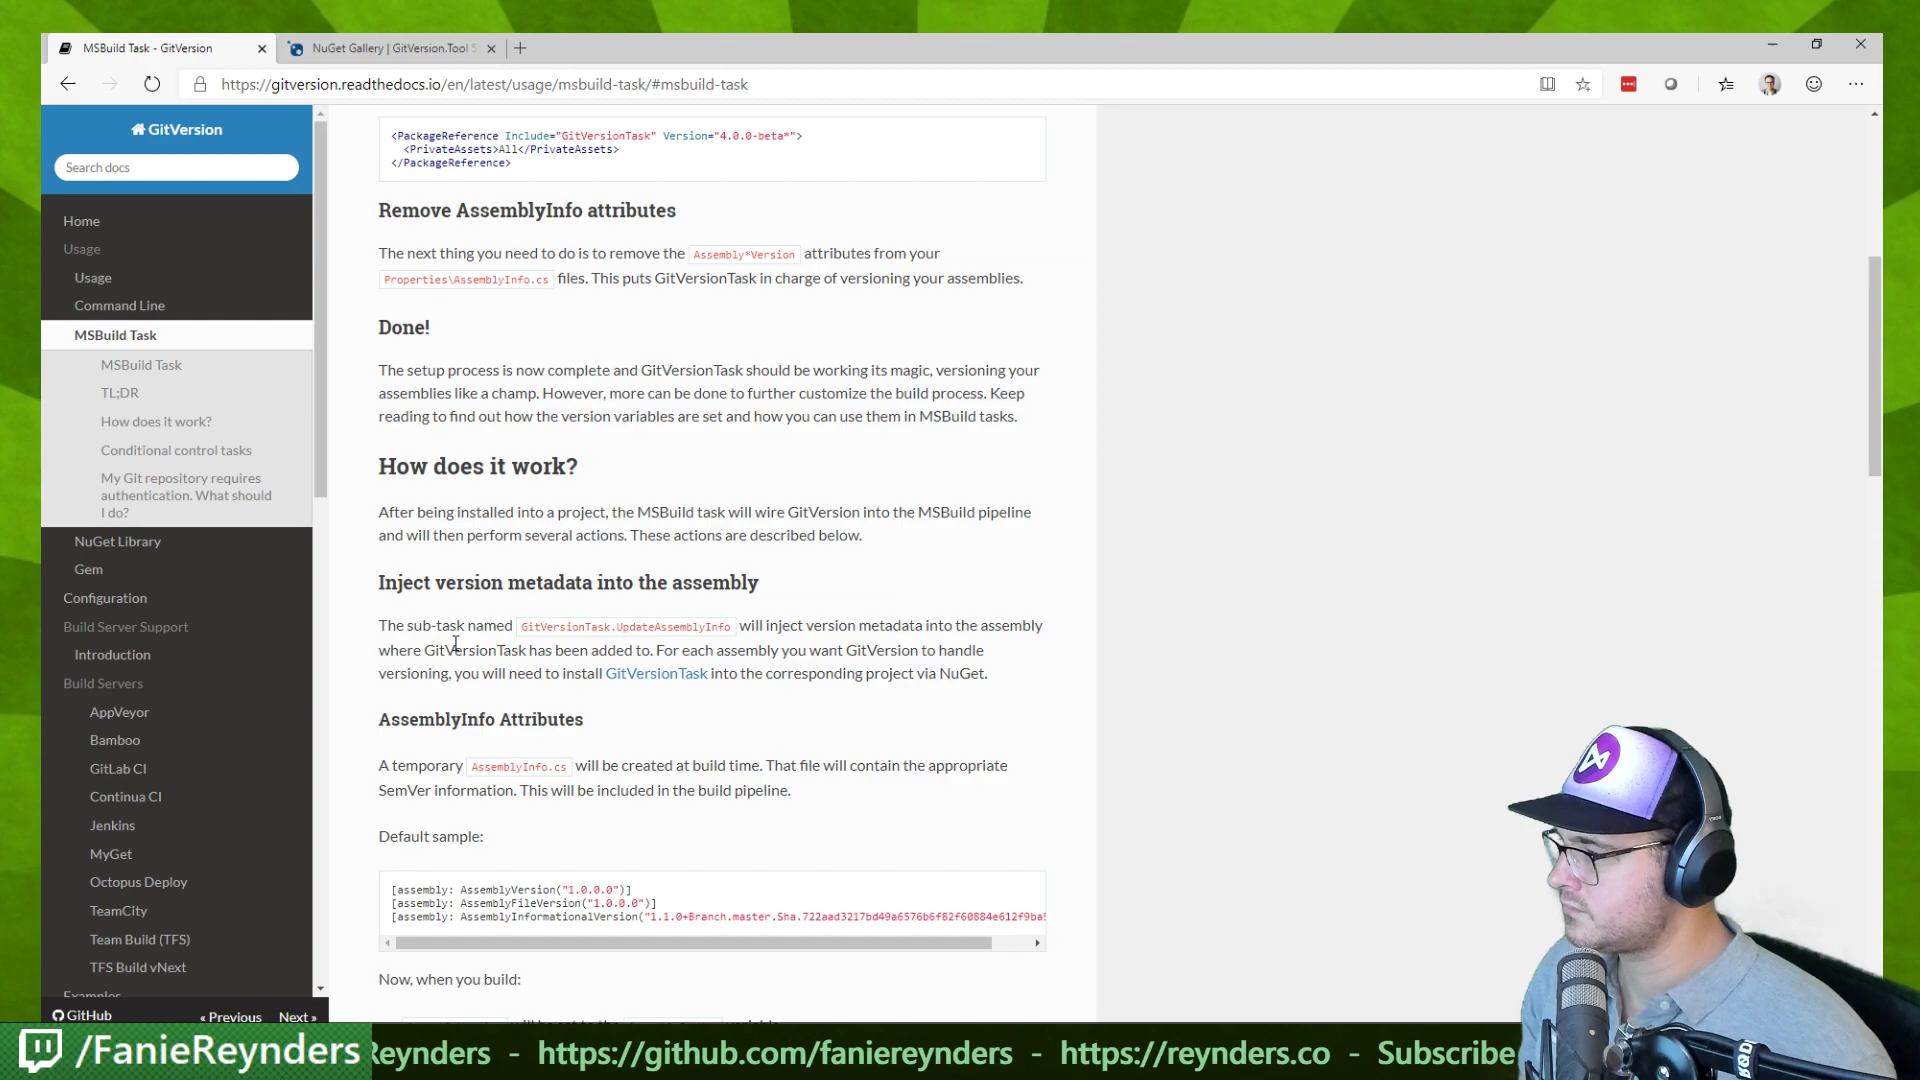 MSBuild Task - GitVersion
NuGet Gallery | GitVersion.Tool 5
https://gitversion.readthedocs.io/en/latest/usage/msbuild-task/#msbuild-task
GitVersion
Search docs
Home
Usage
Usage
Command Line
MSBuild Task
MSBuild Task
TL;DR
How does it work?
Conditional control tasks
My Git repository requires
authentication. What should
I do?
NuGet Library
Gem
Configuration
Build Server Support
Introduction
Build Servers
AppVeyor
Bamboo
GitLab CI
Continua CI
Jenkins
MyGet
Octopus Deploy
TeamCity
Team Build (TFS)
TFS Build vNext
Examples
GitHub
« Previous
Next »
<PackageReference Include="GitVersionTask" Version="4.0.0-beta*">
<PrivateAssets>All</PrivateAssets>
</PackageReference>
Remove AssemblyInfo attributes
The next thing you need to do is to remove the Assembly*Version attributes from your
Properties\AssemblyInfo.cs files. This puts GitVersionTask in charge of versioning your assemblies.
Done!
The setup process is now complete and GitVersionTask should be working its magic, versioning your
assemblies like a champ. However, more can be done to further customize the build process. Keep
reading to find out how the version variables are set and how you can use them in MSBuild tasks.
How does it work?
After being installed into a project, the MSBuild task will wire GitVersion into the MSBuild pipeline
and will then perform several actions. These actions are described below.
Inject version metadata into the assembly
The sub-task named GitVersionTask.UpdateAssemblyInfo will inject version metadata into the assembly
where GitVersionTask has been added to. For each assembly you want GitVersion to handle
versioning, you will need to install GitVersionTask into the corresponding project via NuGet.
AssemblyInfo Attributes
A temporary AssemblyInfo.cs will be created at build time. That file will contain the appropriate
SemVer information. This will be included in the build pipeline.
Default sample:
[assembly: AssemblyVersion("1.0.0.0")]
[assembly: AssemblyFileVersion("1.0.0.0")]
[assembly: AssemblyInformationalVersion("1.1.0+Branch.master.Sha.722aad3217bd49a6576b6f82f60884e612f9ba
Now, when you build:
/FanieReynders
Reynders - https://github.com/faniereynders - https://reynders.co - Subscribe